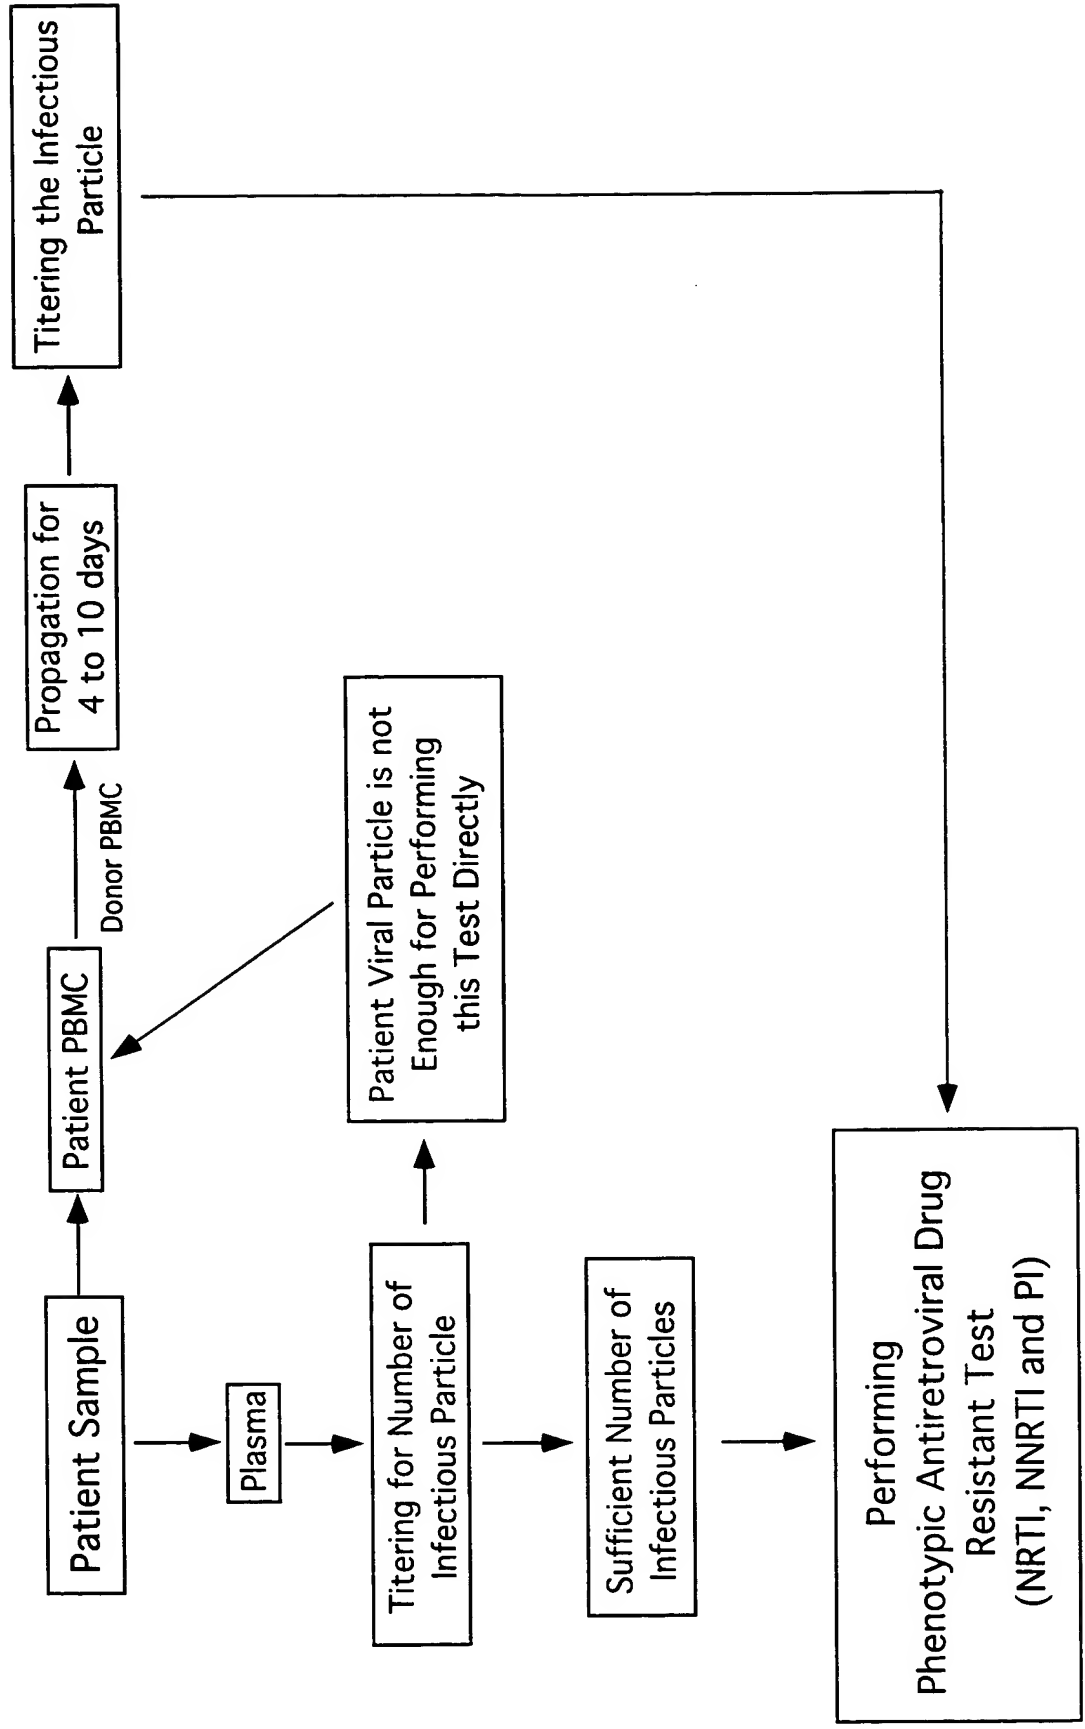 Patient Sample
Patient PBMC
Donor PBMC
Propagation for
4 to 10 days
Titering the Infectious
Particle
Plasma
Titering for Number of
Infectious Particle
Patient Viral Particle is not
Enough for Performing
this Test Directly
Sufficient Number of
Infectious Particles
Performing
Phenotypic Antiretroviral Drug
Resistant Test
(NRTI, NNRTI and PI)